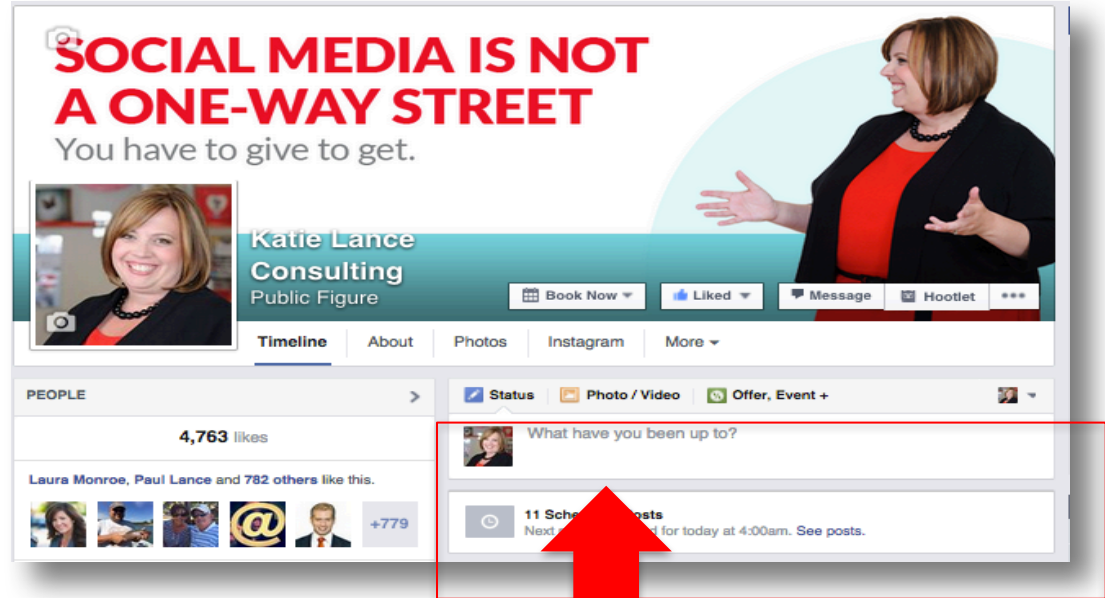 SOCIAL MEDIA IS NOT
A ONE-WAY STREET
You have to give to get.
Katie Lance
Consulting
Public Figure
Book Now
Liked
Message
Hootlet
Timeline About Photos Instagram More
PEOPLE
4,763 likes
Laura Monroe, Paul Lance and 782 others like this.
@
+779
Status Photo / Video Offer, Event +
What have you been up to?
11
Next for today at 4:00am. See posts.